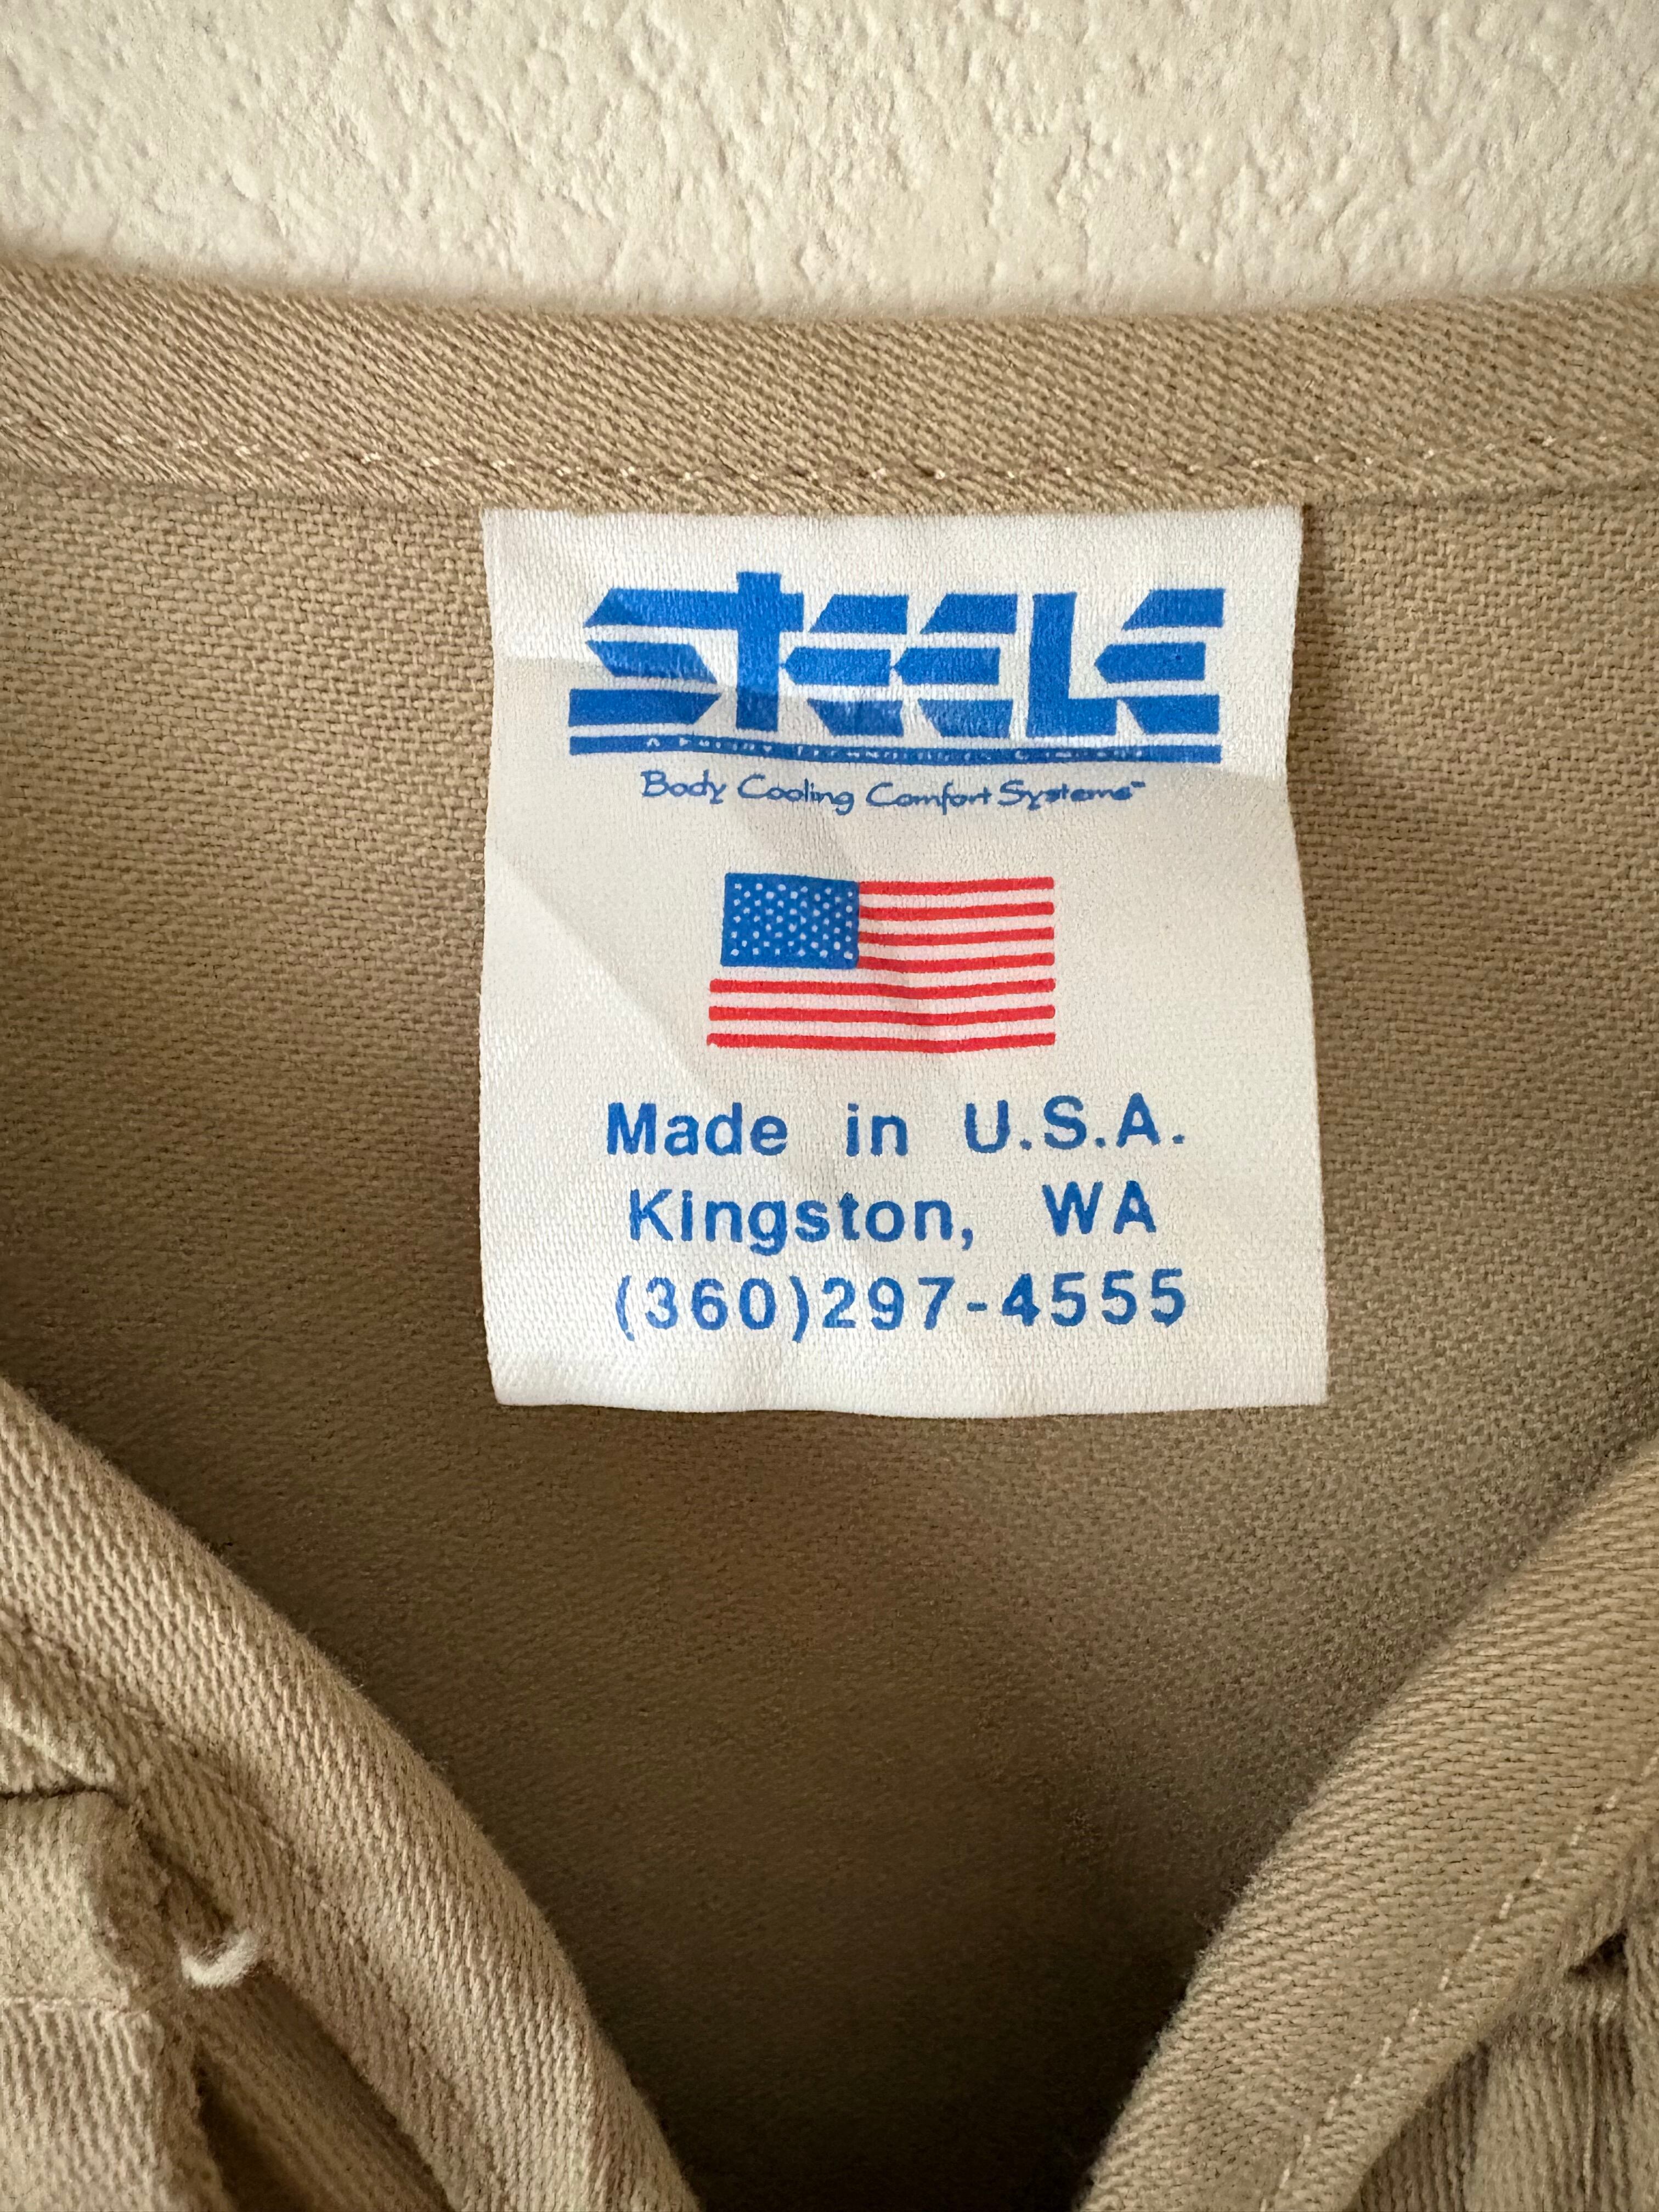 STEELE
Body Cooling Comfort Systems™
Made in U.S.A.
Kingston, WA
(360)297-4555